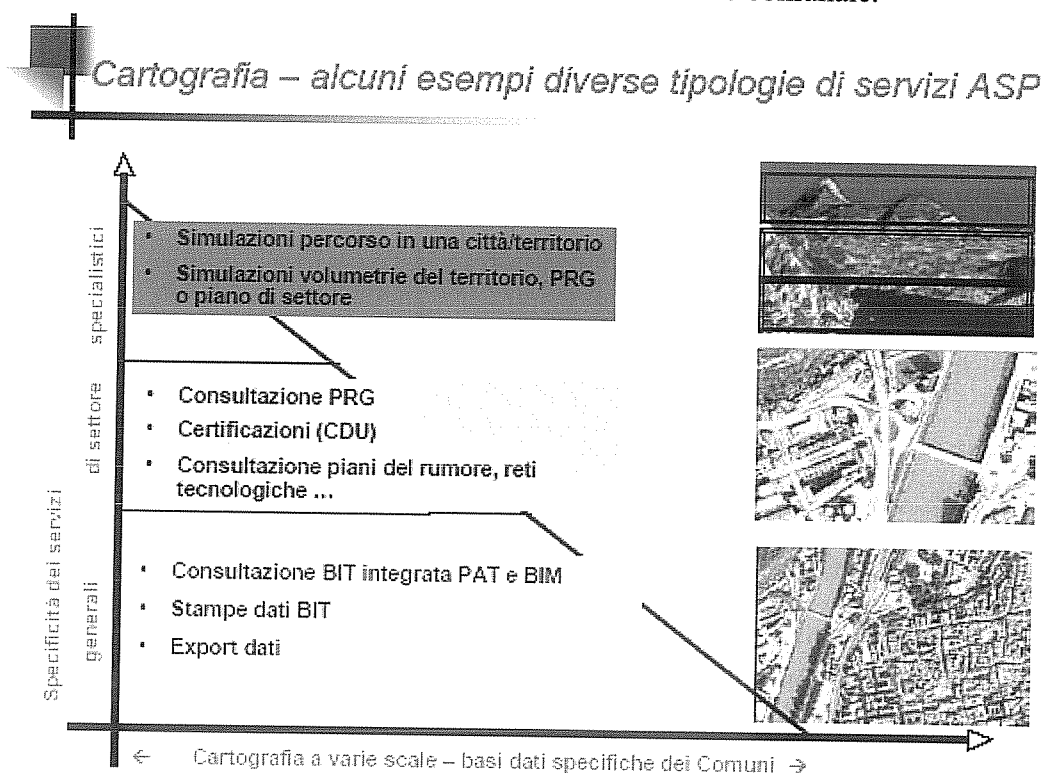 Cartografia – alcuni esempi diverse tipologie di servizi ASP
specialistici
• Simulazioni percorso in una città/territorio
• Simulazioni volumetrie del territorio, PRG
o piano di settore
di settore
• Consultazione PRG
• Certificazioni (CDU)
• Consultazione piani del rumore, reti
tecnologiche ...
Specificità dei servizi
generali
• Consultazione BIT integrata PAT e BIM
• Stampe dati BIT
• Export dati
← Cartografia a varie scale – basi dati specifiche dei Comuni →